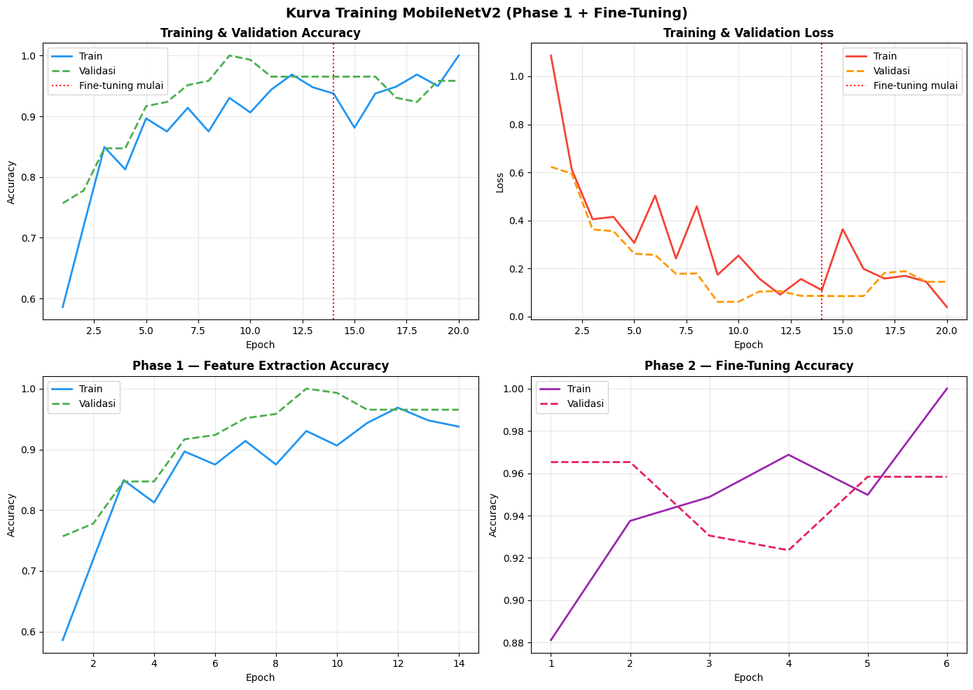 Kurva Training MobileNetV2 (Phase 1 + Fine-Tuning)
Training & Validation Accuracy
1.0
0.9
0.8
0.7
0.6
Accuracy
Train
Validasi
Fine-tuning mulai
2.5 5.0 7.5 10.0 12.5 15.0 17.5 20.0
Epoch
Training & Validation Loss
1.0
0.8
0.6
0.4
0.2
0.0
Loss
Train
Validasi
Fine-tuning mulai
2.5 5.0 7.5 10.0 12.5 15.0 17.5 20.0
Epoch
Phase 1 — Feature Extraction Accuracy
1.0
0.9
0.8
0.7
0.6
Accuracy
Train
Validasi
2 4 6 8 10 12 14
Epoch
Phase 2 — Fine-Tuning Accuracy
1.00
0.98
0.96
0.94
0.92
0.90
0.88
Accuracy
Train
Validasi
1 2 3 4 5 6
Epoch